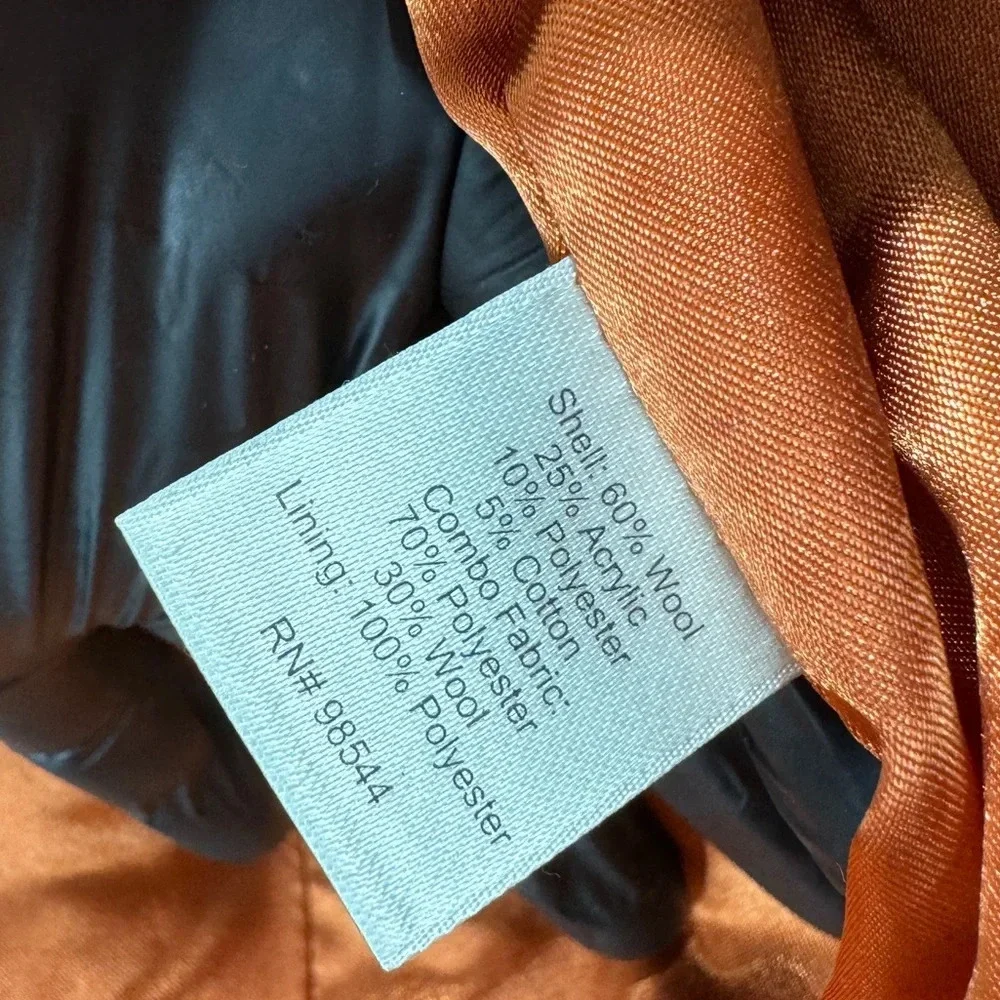 Shell: 60% Wool
25% Acrylic
10% Polyester
5% Cotton
Combo Fabric:
70% Polyester
30% Wool
Lining: 100% Polyester
RN# 98544